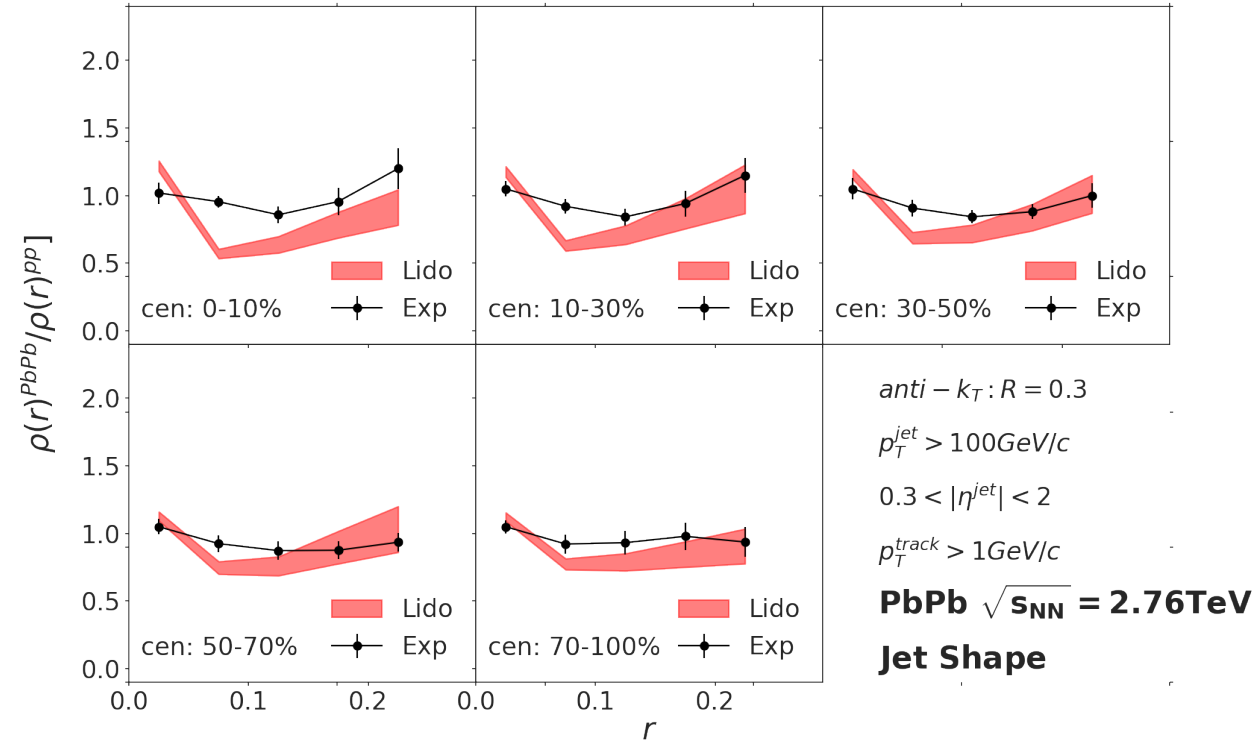 2.0
1.5
1.0
0.5
0.0
Lido
Exp
cen: 0-10%
Lido
Exp
cen: 10-30%
Lido
Exp
cen: 30-50%
ρ(r)^{PbPb}/ρ(r)^{pp}]
2.0
1.5
1.0
0.5
0.0
Lido
Exp
cen: 50-70%
Lido
Exp
cen: 70-100%
anti − k_T : R = 0.3
p_T^{jet} > 100GeV/c
0.3 < |η^{jet}| < 2
p_T^{track} > 1GeV/c
PbPb √s_{NN} = 2.76TeV
Jet Shape
0.0 0.1 0.2 0.0 0.1 0.2
r